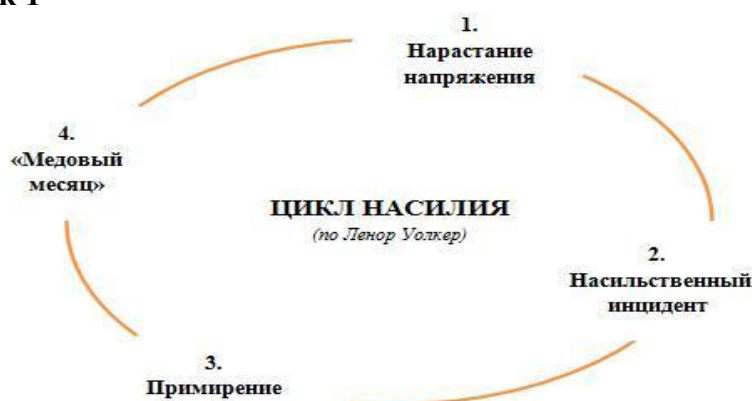 1.
Нарастание
напряжения
4.
«Медовый
месяц»
ЦИКЛ НАСИЛИЯ
(по Ленор Уолкер)
2.
Насильственный
инцидент
3.
Примирение